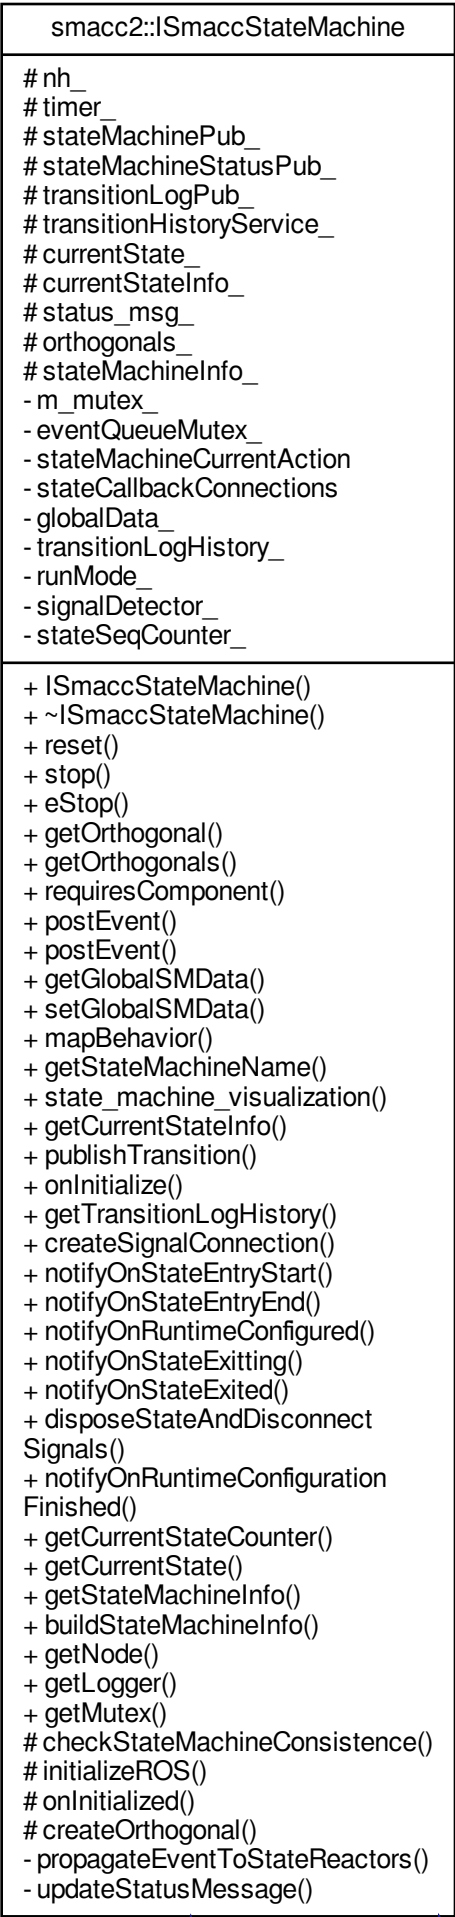 smacc2::ISmaccStateMachine
# nh_
# timer_
# stateMachinePub_
# stateMachineStatusPub_
# transitionLogPub_
# transitionHistoryService_
# currentState_
# currentStateInfo_
# status_msg_
# orthogonals_
# stateMachineInfo_
- m_mutex_
- eventQueueMutex_
- stateMachineCurrentAction
- stateCallbackConnections
- globalData_
- transitionLogHistory_
- runMode_
- signalDetector_
- stateSeqCounter_
+ ISmaccStateMachine()
+ ~ISmaccStateMachine()
+ reset()
+ stop()
+ eStop()
+ getOrthogonal()
+ getOrthogonals()
+ requiresComponent()
+ postEvent()
+ postEvent()
+ getGlobalSMData()
+ setGlobalSMData()
+ mapBehavior()
+ getStateMachineName()
+ state_machine_visualization()
+ getCurrentStateInfo()
+ publishTransition()
+ onInitialize()
+ getTransitionLogHistory()
+ createSignalConnection()
+ notifyOnStateEntryStart()
+ notifyOnStateEntryEnd()
+ notifyOnRuntimeConfigured()
+ notifyOnStateExitting()
+ notifyOnStateExited()
+ disposeStateAndDisconnect
Signals()
+ notifyOnRuntimeConfiguration
Finished()
+ getCurrentStateCounter()
+ getCurrentState()
+ getStateMachineInfo()
+ buildStateMachineInfo()
+ getNode()
+ getLogger()
+ getMutex()
# checkStateMachineConsistence()
# initializeROS()
# onInitialized()
# createOrthogonal()
- propagateEventToStateReactors()
- updateStatusMessage()